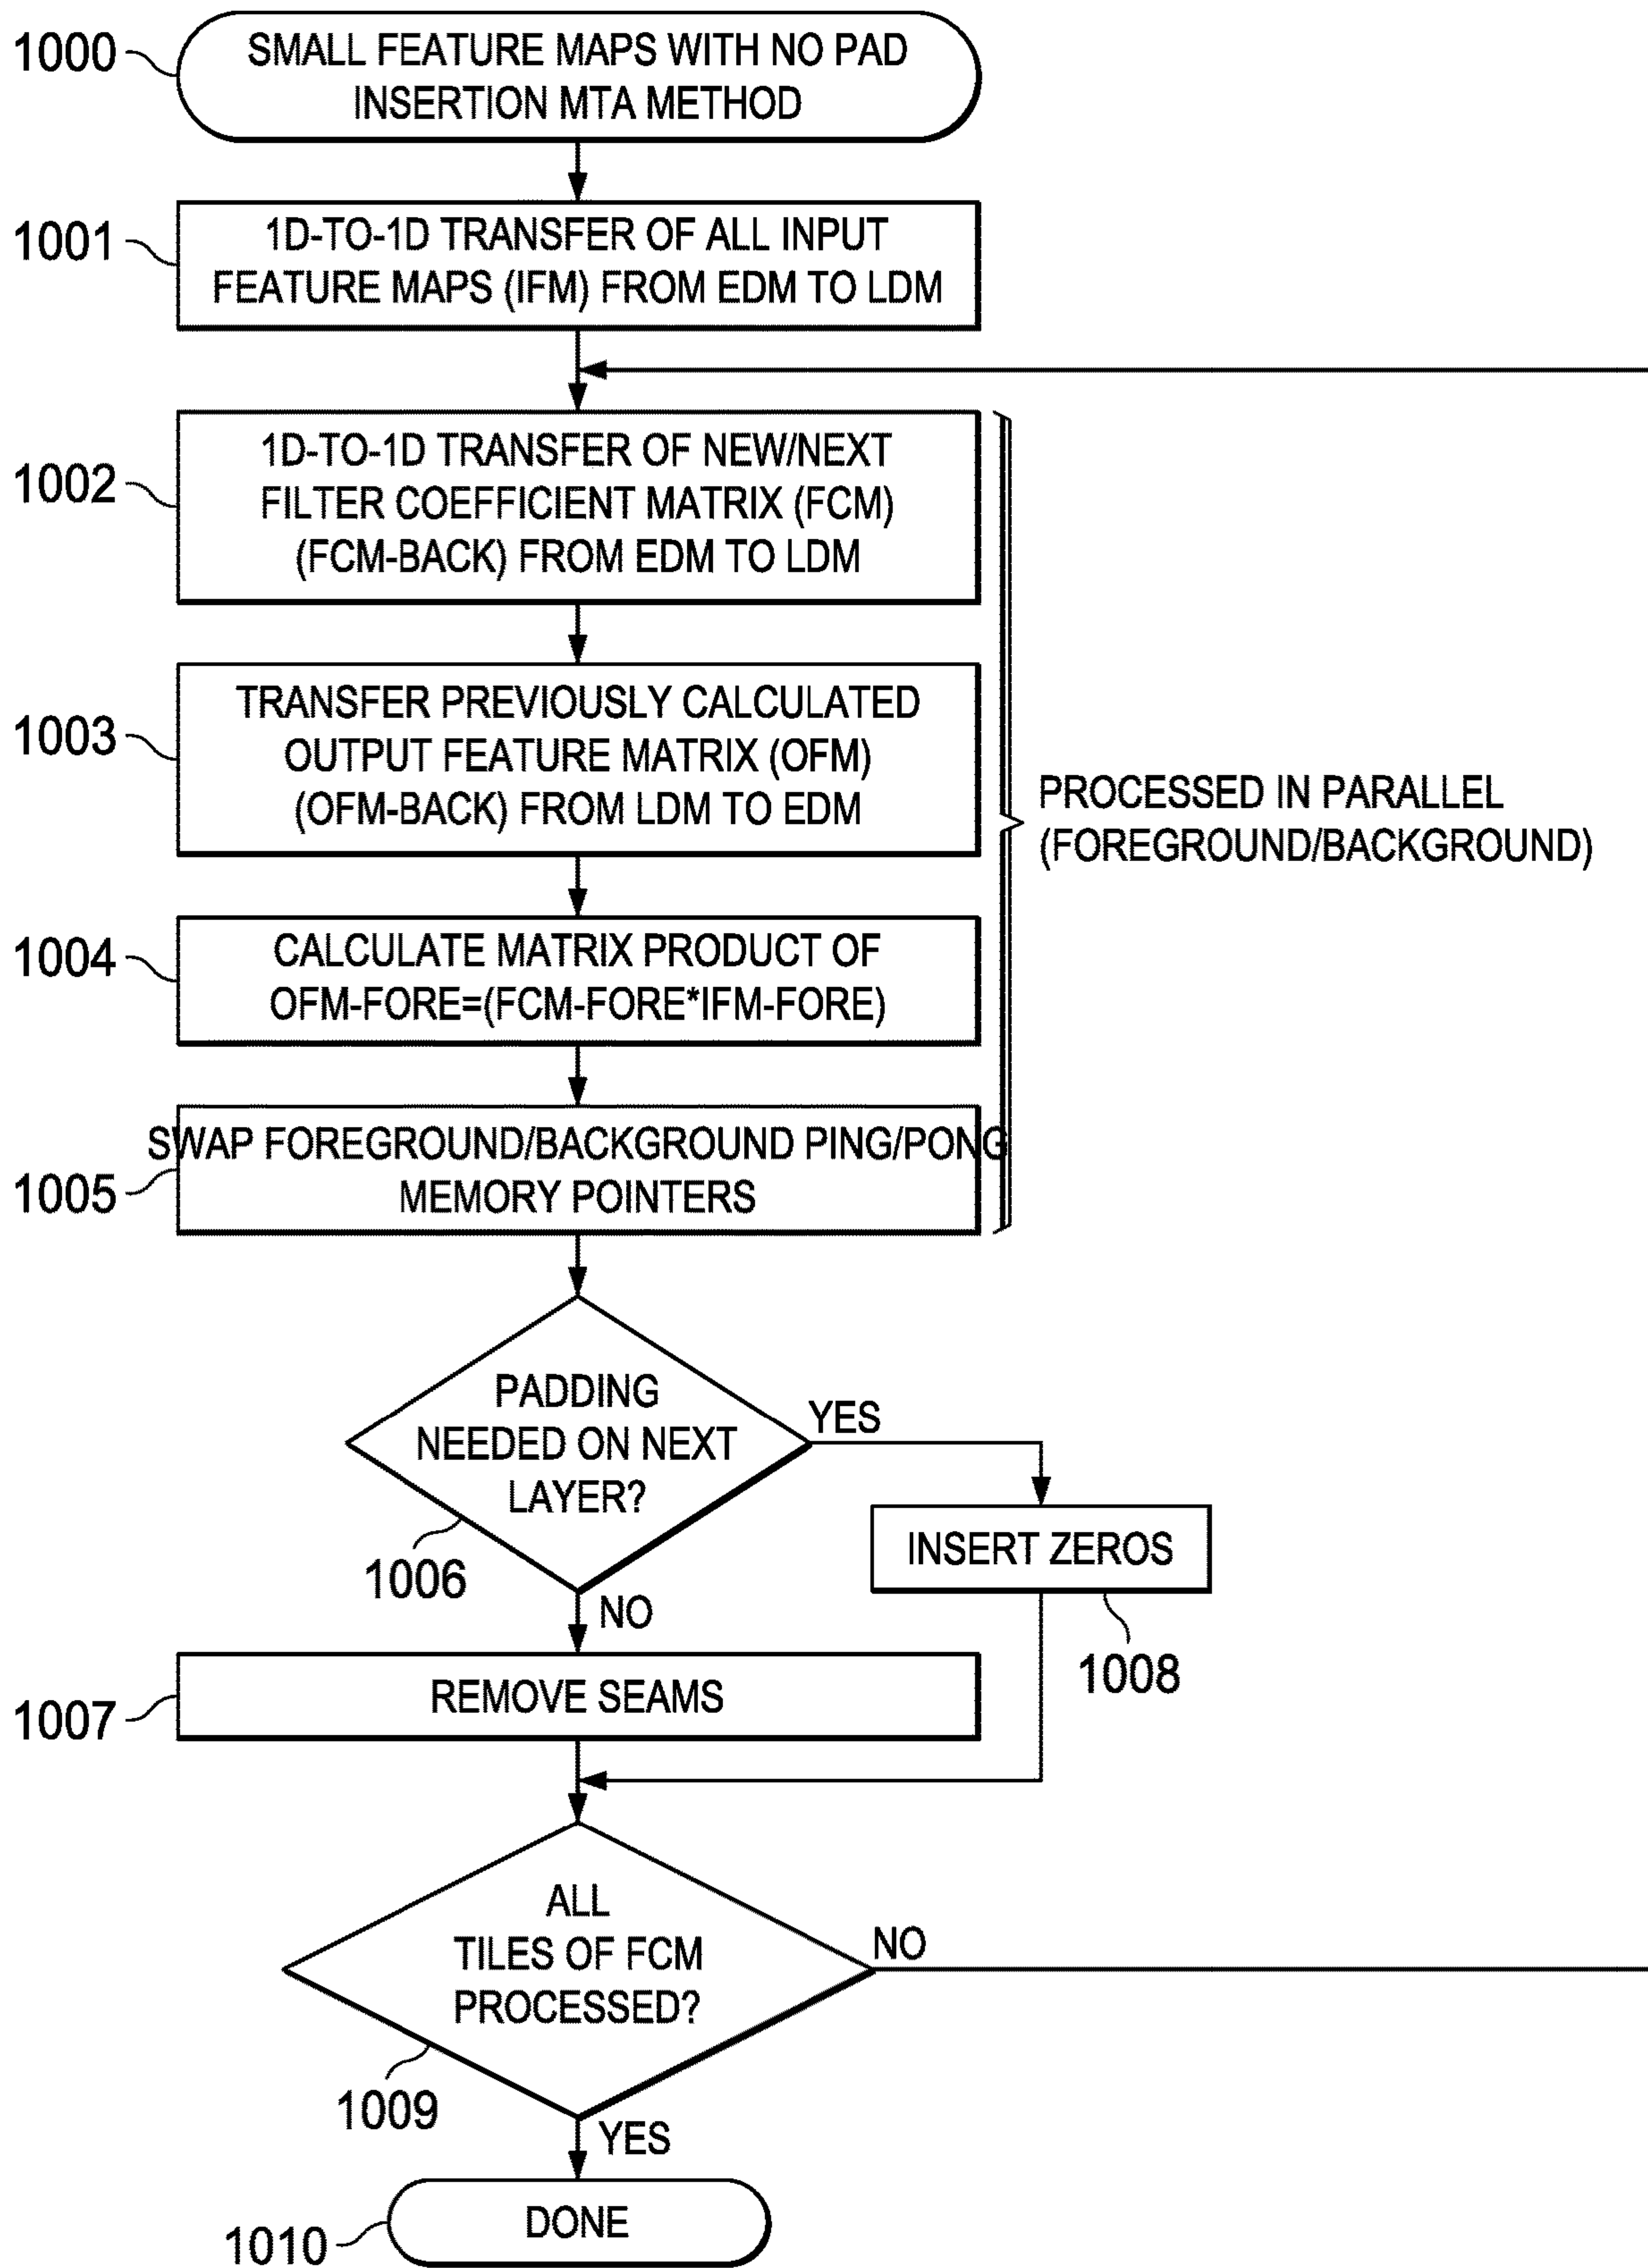 1000
SMALL FEATURE MAPS WITH NO PAD
INSERTION MTA METHOD
1001
1D-TO-1D TRANSFER OF ALL INPUT
FEATURE MAPS (IFM) FROM EDM TO LDM
1002
1D-TO-1D TRANSFER OF NEW/NEXT
FILTER COEFFICIENT MATRIX (FCM)
(FCM-BACK) FROM EDM TO LDM
1003
TRANSFER PREVIOUSLY CALCULATED
OUTPUT FEATURE MATRIX (OFM)
(OFM-BACK) FROM LDM TO EDM
PROCESSED IN PARALLEL
(FOREGROUND/BACKGROUND)
1004
CALCULATE MATRIX PRODUCT OF
OFM-FORE=(FCM-FORE*IFM-FORE)
1005
SWAP FOREGROUND/BACKGROUND PING/PONG
MEMORY POINTERS
PADDING
NEEDED ON NEXT
LAYER?
1006
YES
NO
INSERT ZEROS
1008
1007
REMOVE SEAMS
ALL
TILES OF FCM
PROCESSED?
1009
NO
YES
1010
DONE